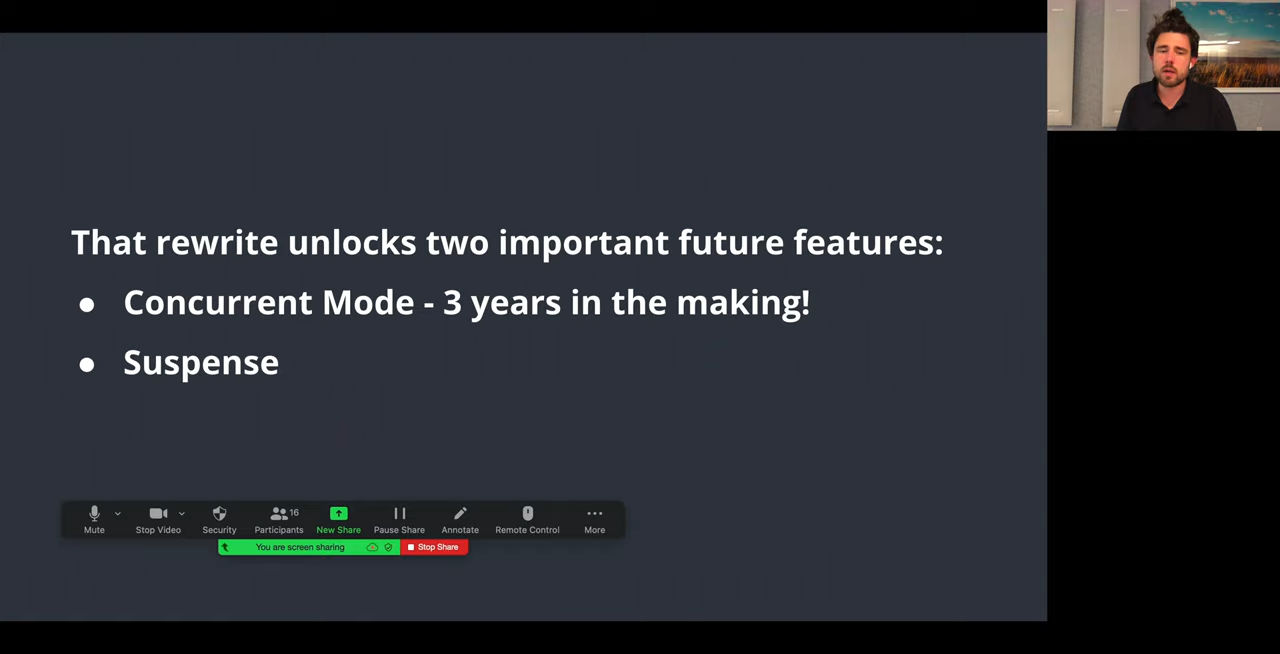 That rewrite unlocks two important future features:
● Concurrent Mode - 3 years in the making!
● Suspense
Mute
Stop Video
Security
Participants
16
New Share
Pause Share
Annotate
Remote Control
More
You are screen sharing
Stop Share